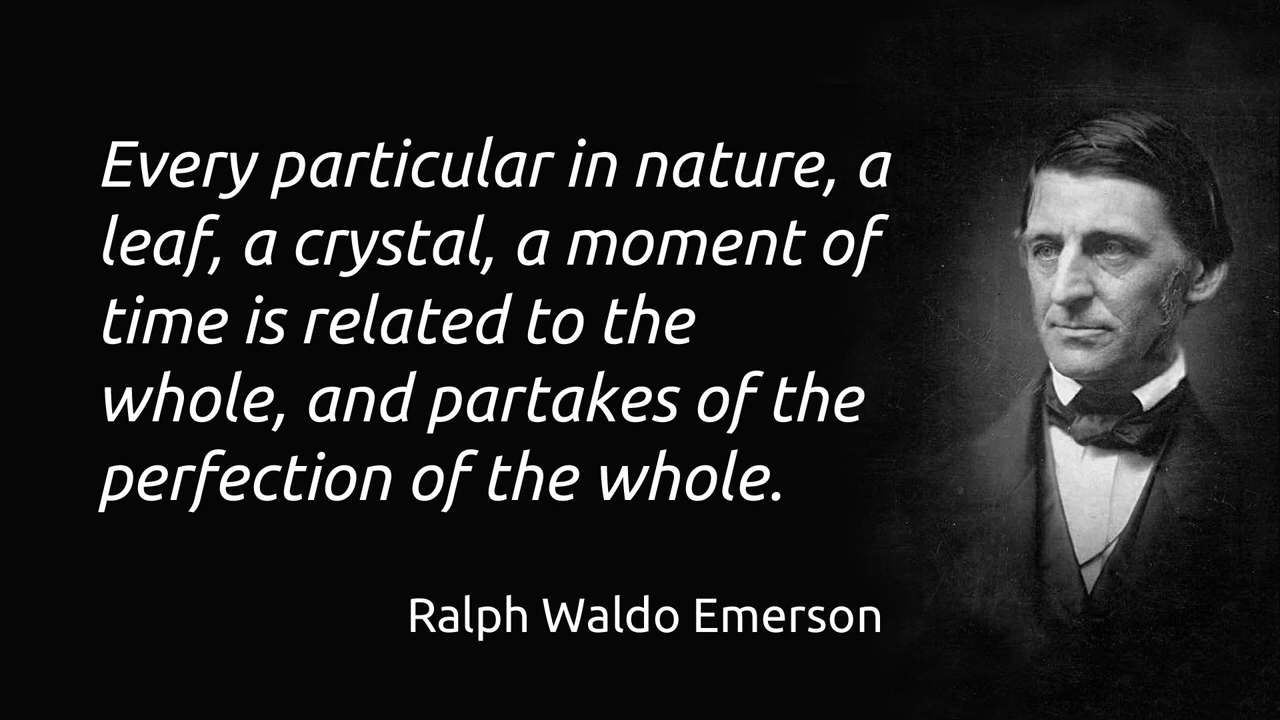 Every particular in nature, a
leaf, a crystal, a moment of
time is related to the
whole, and partakes of the
perfection of the whole.
Ralph Waldo Emerson